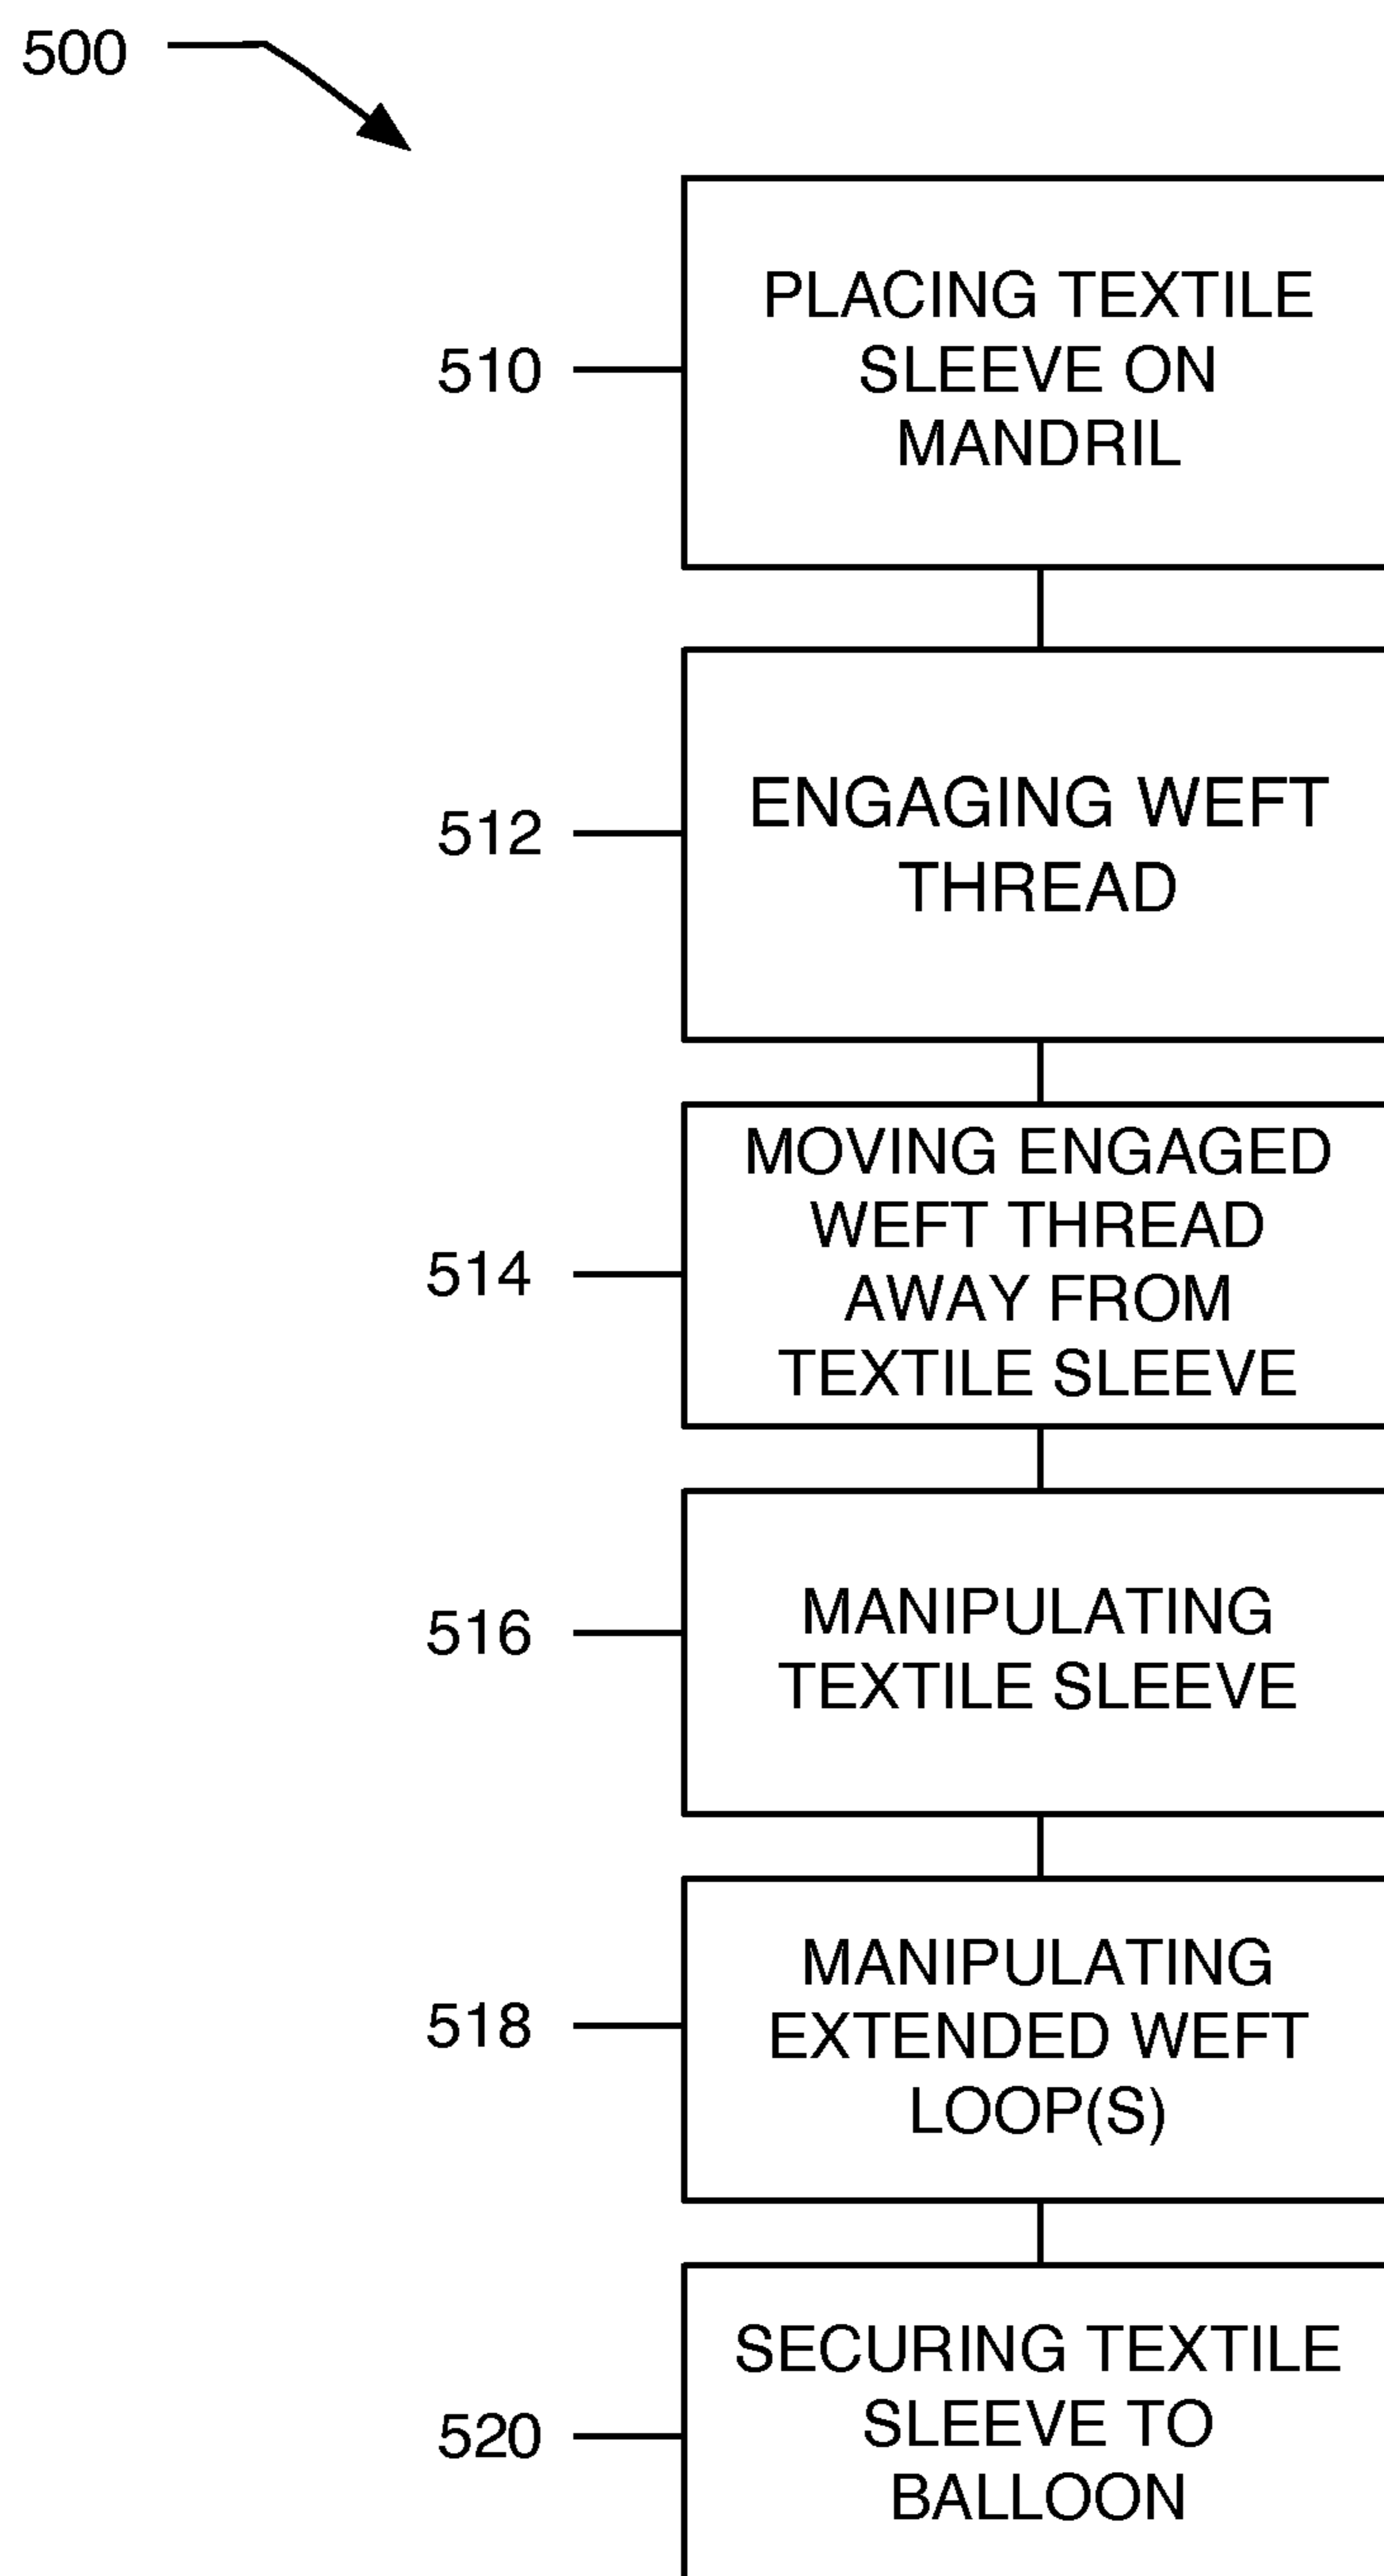 500
510
PLACING TEXTILE
SLEEVE ON
MANDRIL
512
ENGAGING WEFT
THREAD
514
MOVING ENGAGED
WEFT THREAD
AWAY FROM
TEXTILE SLEEVE
516
MANIPULATING
TEXTILE SLEEVE
518
MANIPULATING
EXTENDED WEFT
LOOP(S)
520
SECURING TEXTILE
SLEEVE TO
BALLOON